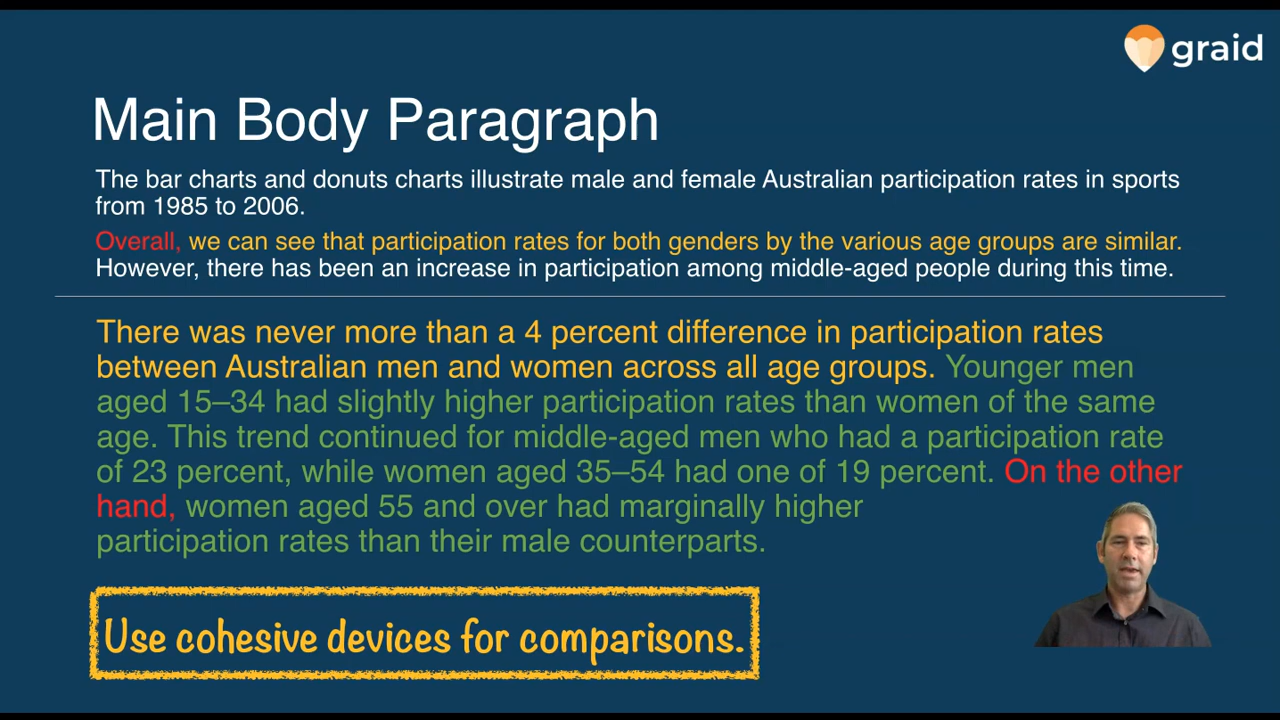 graid
Main Body Paragraph
The bar charts and donuts charts illustrate male and female Australian participation rates in sports
from 1985 to 2006.
Overall, we can see that participation rates for both genders by the various age groups are similar.
However, there has been an increase in participation among middle-aged people during this time.
There was never more than a 4 percent difference in participation rates
between Australian men and women across all age groups. Younger men
aged 15–34 had slightly higher participation rates than women of the same
age. This trend continued for middle-aged men who had a participation rate
of 23 percent, while women aged 35–54 had one of 19 percent. On the other
hand, women aged 55 and over had marginally higher
participation rates than their male counterparts.
Use cohesive devices for comparisons.